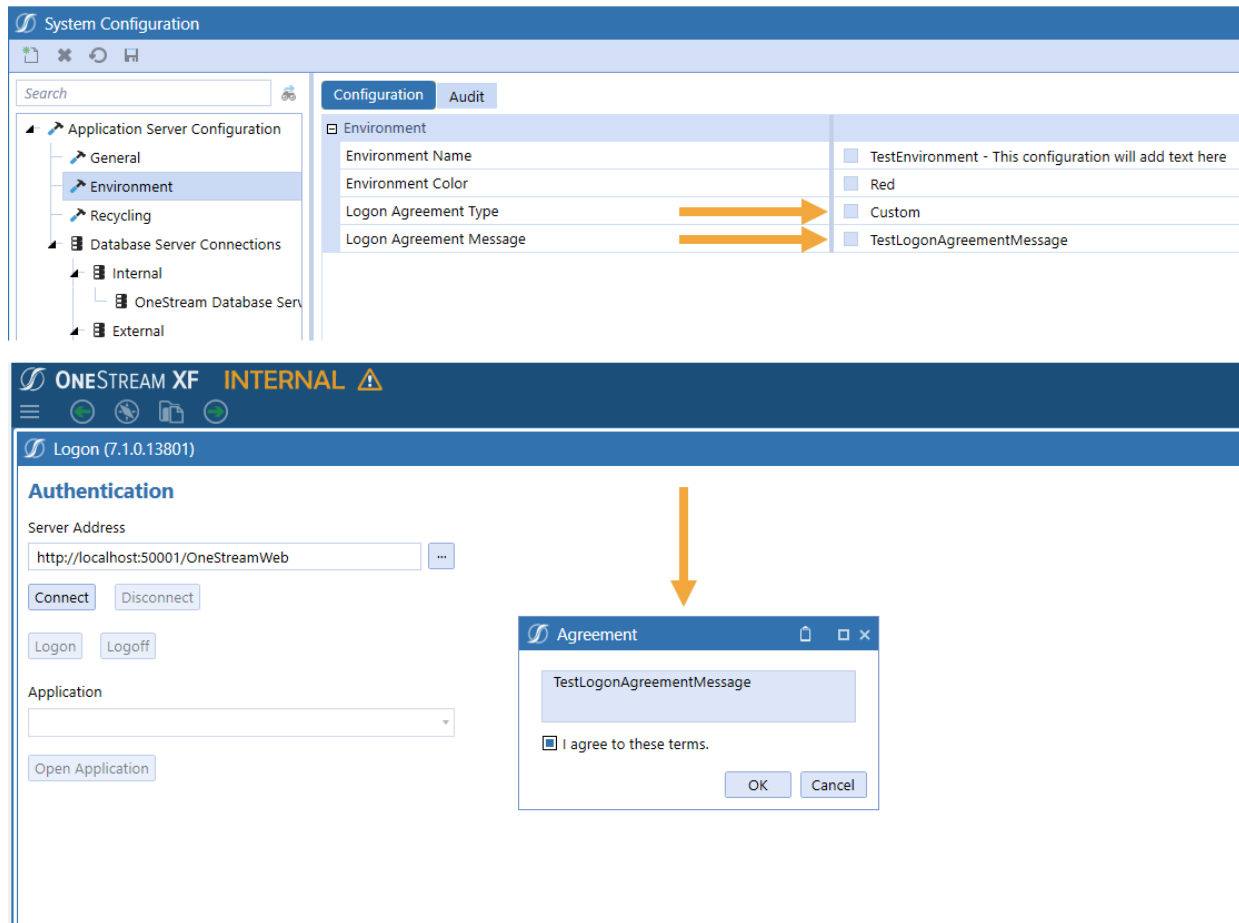 System Configuration
Search
Configuration
Audit
Application Server Configuration
General
Environment
Recycling
Database Server Connections
Internal
OneStream Database Serv
External
Environment
Environment Name
TestEnvironment - This configuration will add text here
Environment Color
Red
Logon Agreement Type
Custom
Logon Agreement Message
TestLogonAgreementMessage
ONESTREAM XF INTERNAL
Logon (7.1.0.13801)
Authentication
Server Address
http://localhost:50001/OneStreamWeb
...
Connect
Disconnect
Logon
Logoff
Application
Open Application
Agreement
TestLogonAgreementMessage
I agree to these terms.
OK
Cancel